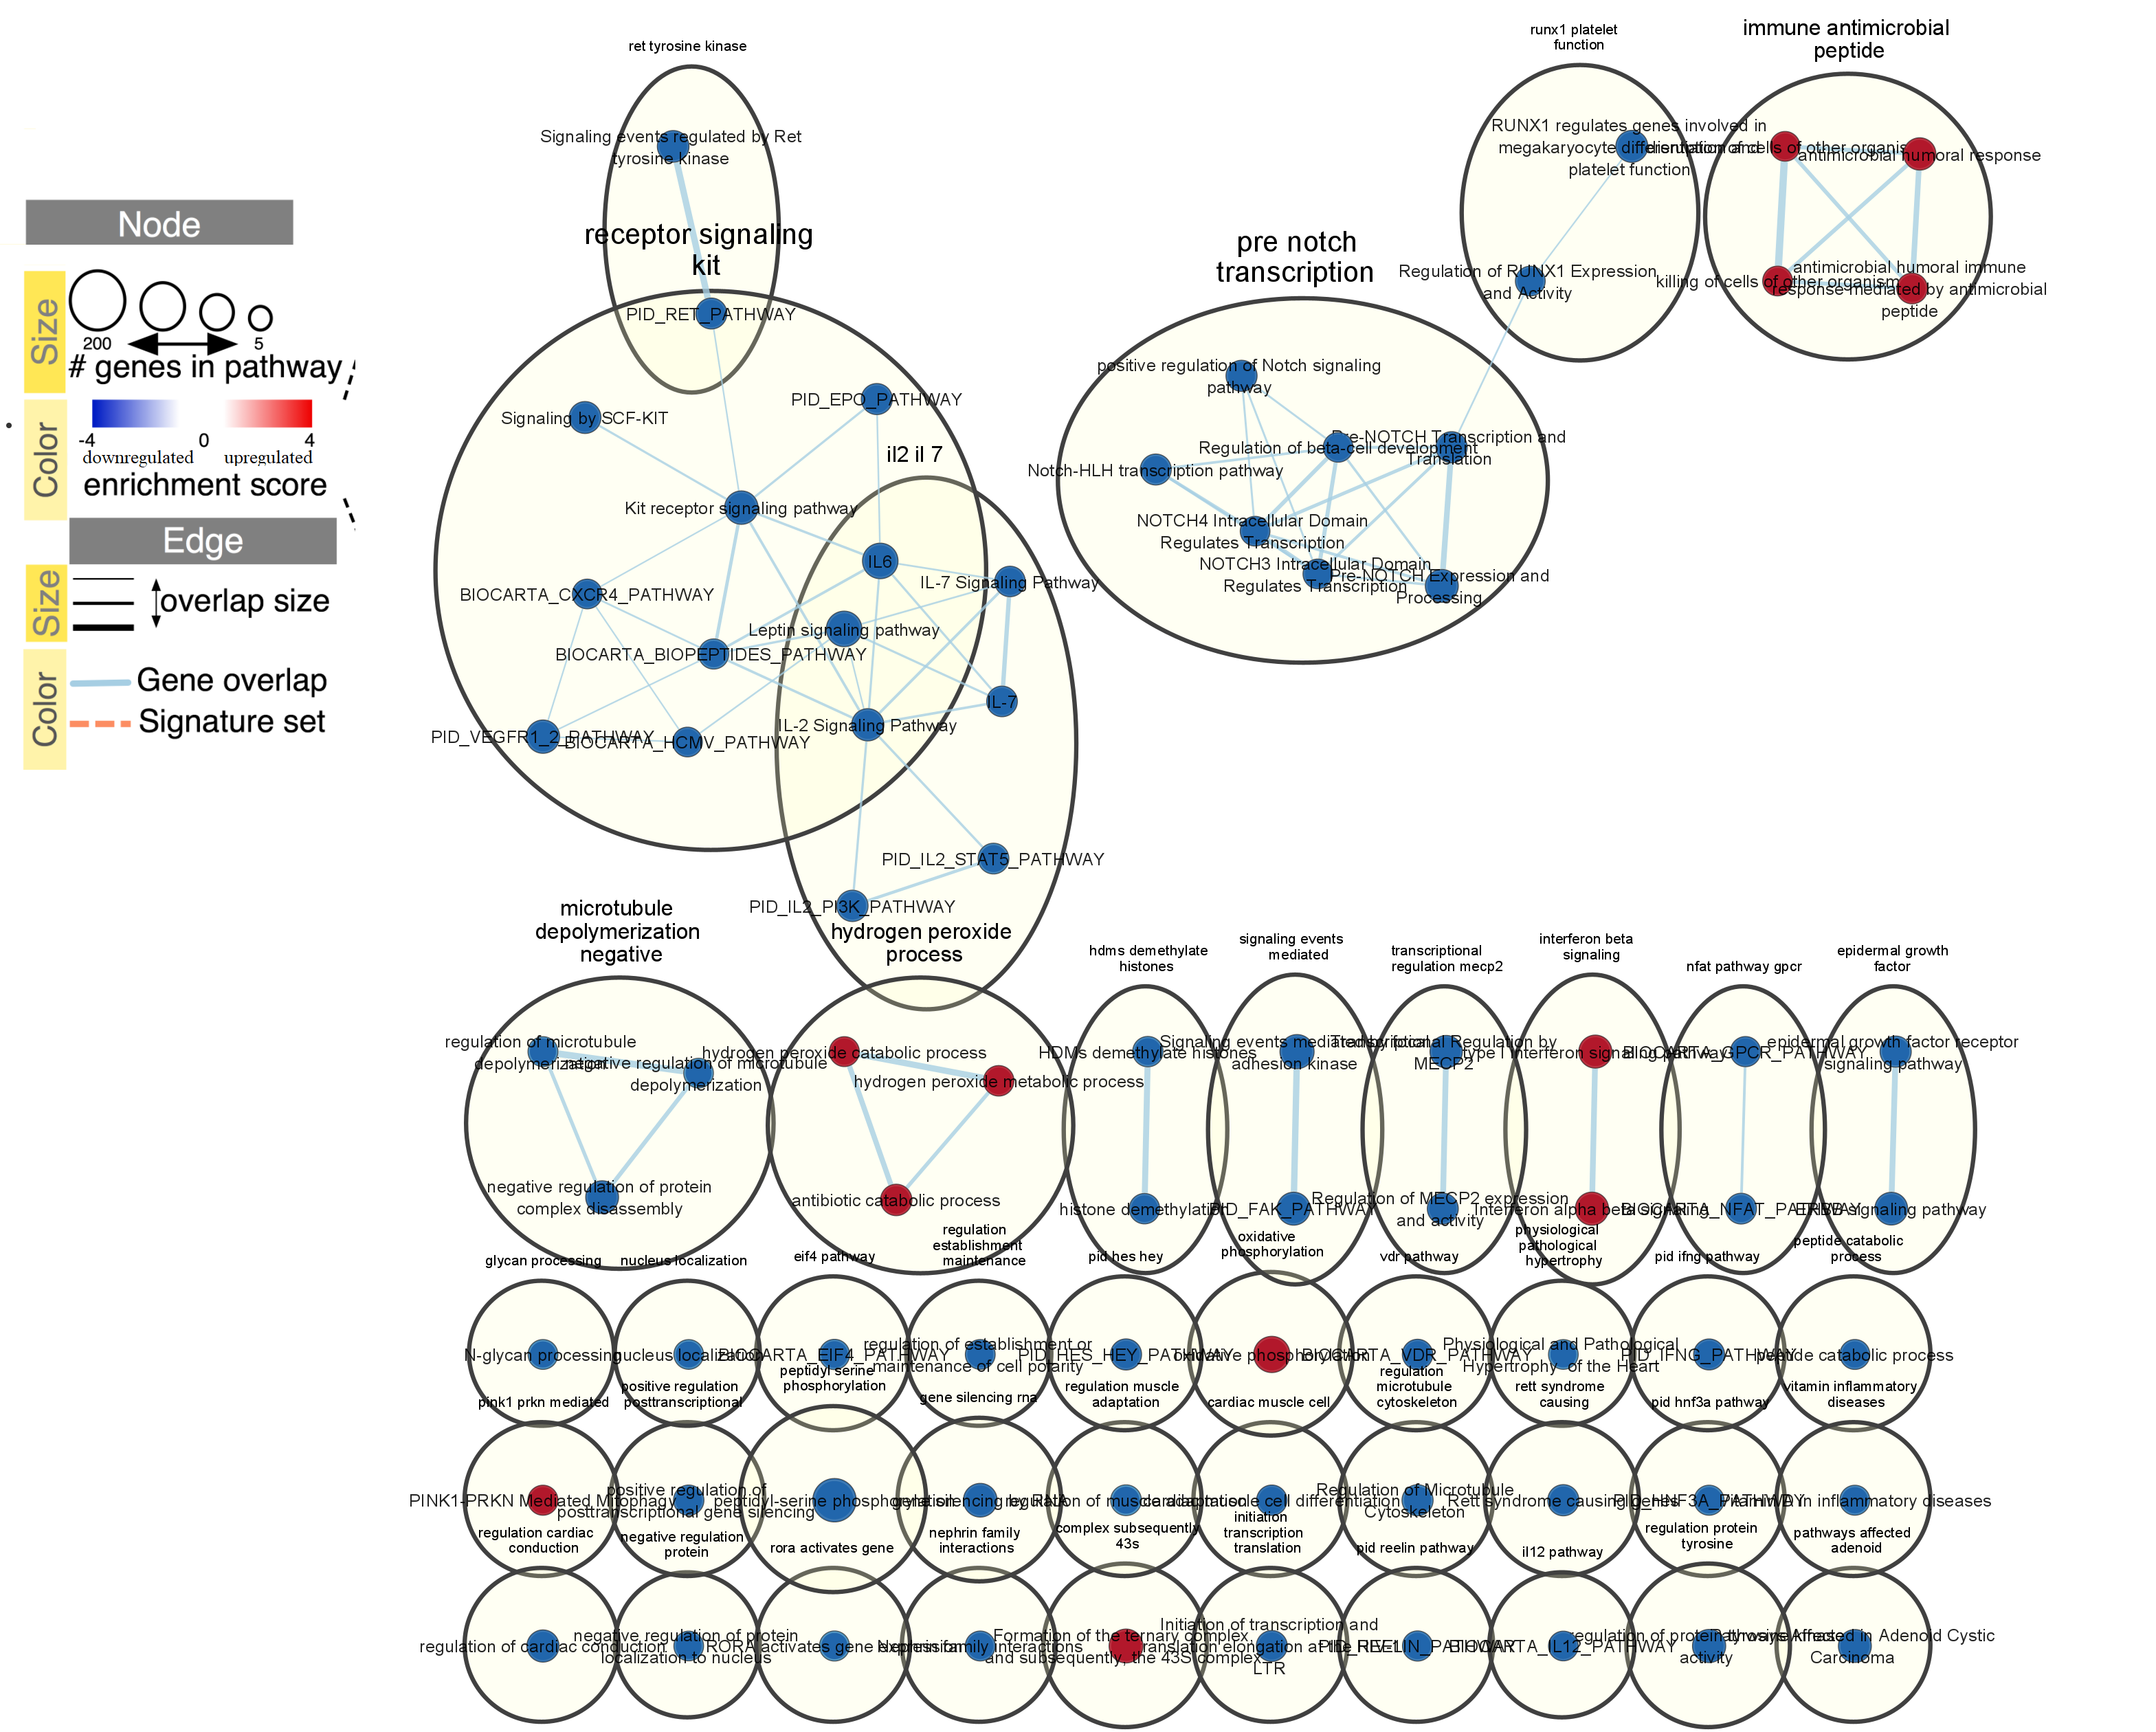 Node
Size
200
5
# genes in pathway
Color
-4
0
4
downregulated
upregulated
enrichment score
Edge
Size
overlap size
Color
Gene overlap
Signature set
ret tyrosine kinase
Signaling events regulated by Ret
tyrosine kinase
receptor signaling
kit
PID_RET_PATHWAY
Signaling by SCF-KIT
PID_EPO_PATHWAY
Kit receptor signaling pathway
il2 il 7
IL6
IL-7 Signaling Pathway
BIOCARTA_CXCR4_PATHWAY
Leptin signaling pathway
BIOCARTA_BIOPEPTIDES_PATHWAY
IL-7
IL-2 Signaling Pathway
PID_VEGFR1_2_PATHWAY
BIOCARTA_HCMV_PATHWAY
PID_IL2_STAT5_PATHWAY
PID_IL2_PI3K_PATHWAY
pre notch
transcription
positive regulation of Notch signaling
pathway
Pre-NOTCH Transcription and
Translation
Regulation of beta-cell development
Notch-HLH transcription pathway
NOTCH4 Intracellular Domain
Regulates Transcription
NOTCH3 Intracellular Domain
Regulates Transcription
Pre-NOTCH Expression and
Processing
runx1 platelet
function
RUNX1 regulates genes involved in
megakaryocyte differentiation and
platelet function
Regulation of RUNX1 Expression
and Activity
immune antimicrobial
peptide
of cells of other organism
antimicrobial humoral response
killing of cells of other organism
antimicrobial humoral immune
response mediated by antimicrobial
peptide
microtubule
depolymerization
negative
regulation of microtubule
depolymerization
negative regulation of microtubule
depolymerization
negative regulation of protein
complex disassembly
hydrogen peroxide
process
hydrogen peroxide catabolic process
hydrogen peroxide metabolic process
antibiotic catabolic process
hdms demethylate
histones
HDMs demethylate histones
histone demethylation
signaling events
mediated
Signaling events mediated by focal
adhesion kinase
PID_FAK_PATHWAY
transcriptional
regulation mecp2
Transcriptional Regulation by
MECP2
Regulation of MECP2 expression
and activity
interferon beta
signaling
type I interferon signaling pathway
Interferon alpha beta signaling
nfat pathway gpcr
BIOCARTA_GPCR_PATHWAY
BIOCARTA_NFAT_PATHWAY
epidermal growth
factor
epidermal growth factor receptor
signaling pathway
ERBB signaling pathway
glycan processing
N-glycan processing
nucleus localization
nucleus localization
eif4 pathway
BIOCARTA_EIF4_PATHWAY
regulation
establishment
maintenance
regulation of establishment or
maintenance of cell polarity
pid hes hey
PID_HES_HEY_PATHWAY
oxidative
phosphorylation
oxidative phosphorylation
vdr pathway
BIOCARTA_VDR_PATHWAY
physiological
pathological
hypertrophy
Physiological and Pathological
Hypertrophy of the Heart
pid ifng pathway
PID_IFNG_PATHWAY
peptide catabolic
process
peptide catabolic process
pink1 prkn mediated
PINK1-PRKN Mediated Mitophagy
positive regulation
posttranscriptional
positive regulation of
posttranscriptional gene silencing
peptidyl serine
phosphorylation
peptidyl-serine phosphorylation
gene silencing rna
gene silencing by RNA
regulation muscle
adaptation
regulation of muscle adaptation
cardiac muscle cell
cardiac muscle cell differentiation
regulation
microtubule
cytoskeleton
Regulation of Microtubule
Cytoskeleton
rett syndrome
causing
Rett syndrome causing genes
pid hnf3a pathway
PID_HNF3A_PATHWAY
vitamin inflammatory
diseases
Vitamin D in inflammatory diseases
regulation cardiac
conduction
regulation of cardiac conduction
negative regulation
protein
negative regulation of protein
localization to nucleus
rora activates gene
RORA activates gene expression
nephrin family
interactions
Nephrin family interactions
complex subsequently
43s
Formation of the ternary complex,
and subsequently, the 43S complex
initiation
transcription
translation
Initiation of transcription and
translation elongation at the HIV-1
LTR
pid reelin pathway
PID_REELIN_PATHWAY
il12 pathway
BIOCARTA_IL12_PATHWAY
regulation protein
tyrosine
regulation of protein tyrosine kinase
activity
pathways affected
adenoid
Pathways Affected in Adenoid Cystic
Carcinoma